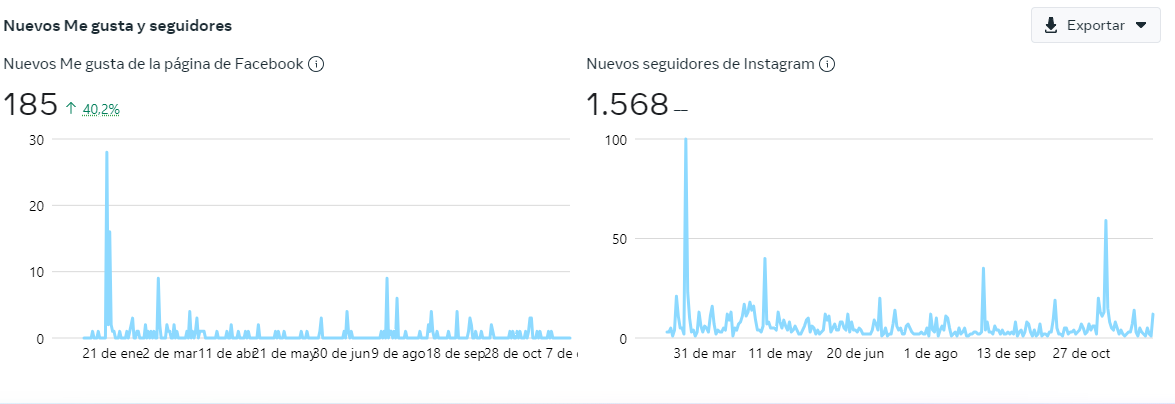 Nuevos Me gusta y seguidores
Exportar
Nuevos Me gusta de la página de Facebook
185 ↑ 40,2%
30
20
10
0
21 de ene 2 de mar 11 de abr 21 de may 30 de jun 9 de ago 18 de sep 28 de oct 7 de
Nuevos seguidores de Instagram
1.568 --
100
50
0
31 de mar 11 de may 20 de jun 1 de ago 13 de sep 27 de oct